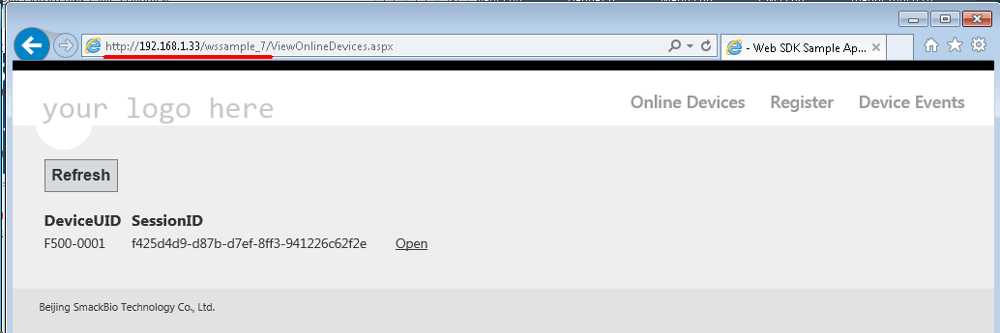 http://192.168.1.33/wssample_7/ViewOnlineDevices.aspx
- Web SDK Sample Ap...
your logo here
Online Devices Register Device Events
Refresh
DeviceUID SessionID
F500-0001 f425d4d9-d87b-d7ef-8ff3-941226c62f2e Open
Beijing SmackBio Technology Co., Ltd.